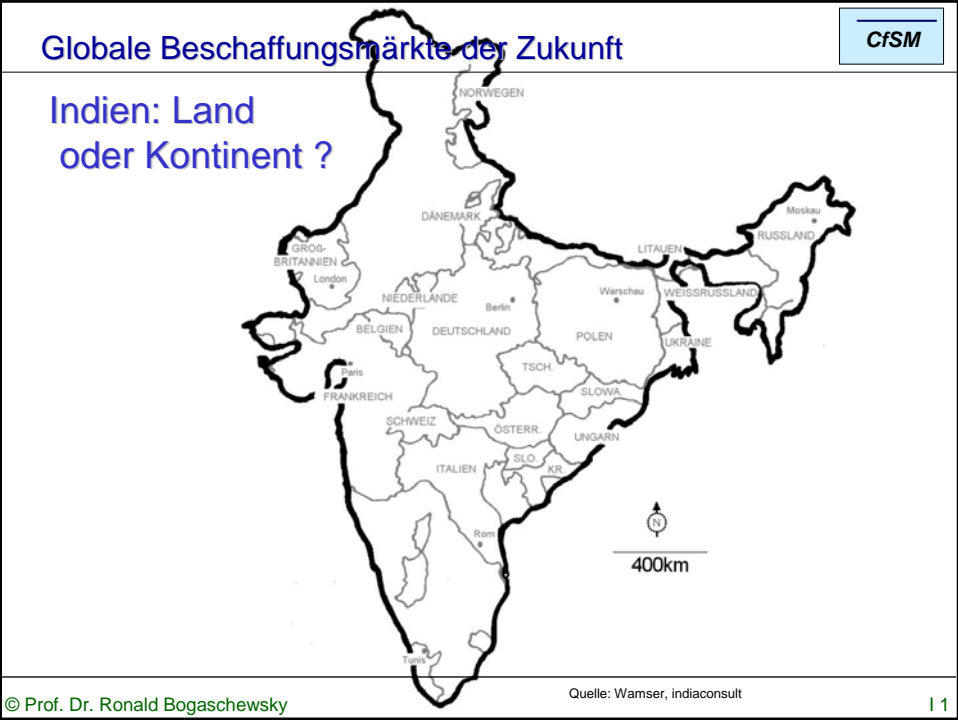 Globale Beschaffungsmärkte der Zukunft
CfSM
Indien: Land
oder Kontinent ?
NORWEGEN
DÄNEMARK
Moskau
RUSSLAND
GROß-
BRITANNIEN
London
LITAUEN
NIEDERLANDE
Berlin
Warschau
WEISSRUSSLAND
BELGIEN
DEUTSCHLAND
POLEN
UKRAINE
Paris
TSCH.
FRANKREICH
SLOWA.
SCHWEIZ
ÖSTERR.
UNGARN
ITALIEN
SLO.
KR.
Rom
N
400km
Tunis
© Prof. Dr. Ronald Bogaschewsky
Quelle: Wamser, indiaconsult
I 1